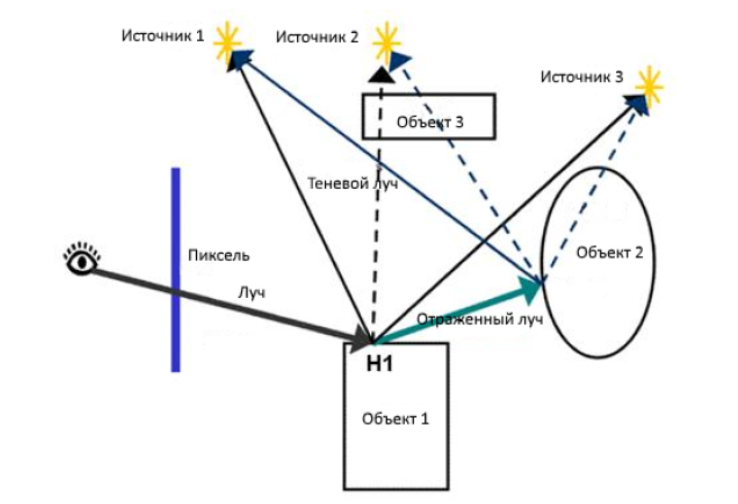 Источник 1
Источник 2
Источник 3
Объект 3
Теневой луч
Пиксель
Объект 2
Луч
Отраженный луч
H1
Объект 1